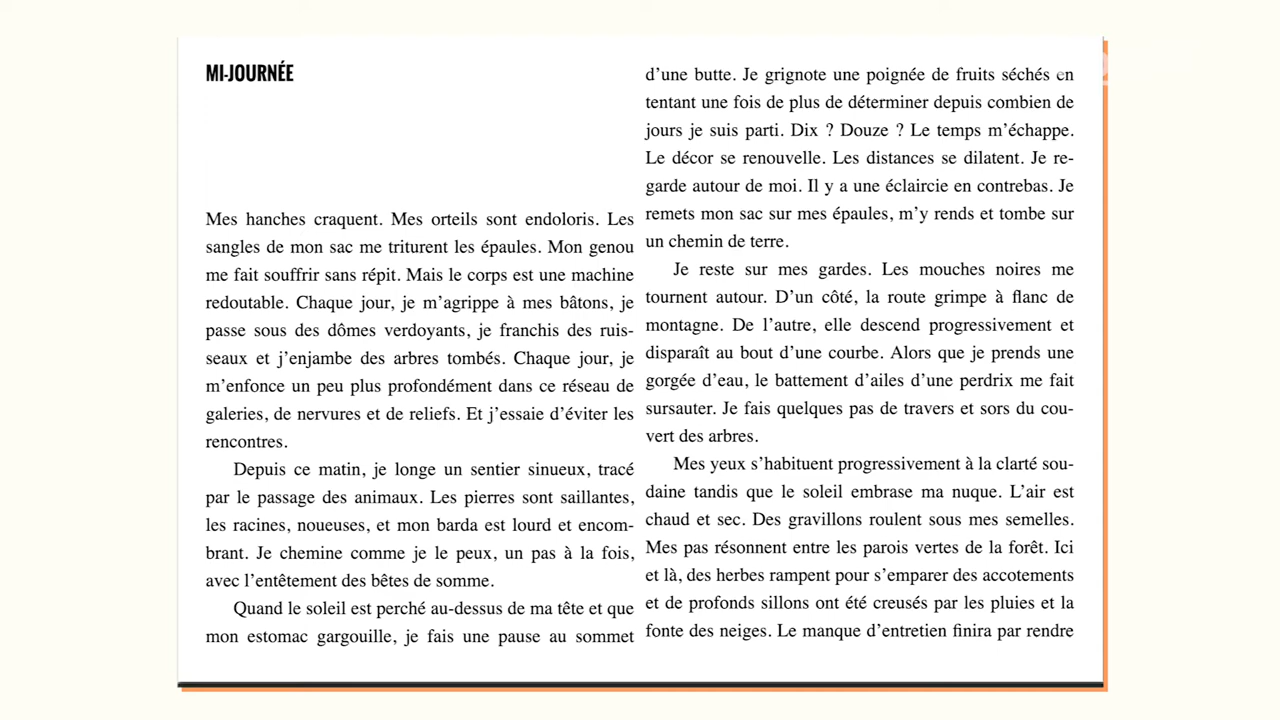 MI-JOURNÉE
Mes hanches craquent. Mes orteils sont endoloris. Les
sangles de mon sac me triturent les épaules. Mon genou
me fait souffrir sans répit. Mais le corps est une machine
redoutable. Chaque jour, je m’agrippe à mes bâtons, je
passe sous des dômes verdoyants, je franchis des ruis-
seaux et j’enjambe des arbres tombés. Chaque jour, je
m’enfonce un peu plus profondément dans ce réseau de
galeries, de nervures et de reliefs. Et j’essaie d’éviter les
rencontres.
Depuis ce matin, je longe un sentier sinueux, tracé
par le passage des animaux. Les pierres sont saillantes,
les racines, noueuses, et mon barda est lourd et encom-
brant. Je chemine comme je le peux, un pas à la fois,
avec l’entêtement des bêtes de somme.
Quand le soleil est perché au-dessus de ma tête et que
mon estomac gargouille, je fais une pause au sommet
d’une butte. Je grignote une poignée de fruits séchés en
tentant une fois de plus de déterminer depuis combien de
jours je suis parti. Dix ? Douze ? Le temps m’échappe.
Le décor se renouvelle. Les distances se dilatent. Je re-
garde autour de moi. Il y a une éclaircie en contrebas. Je
remets mon sac sur mes épaules, m’y rends et tombe sur
un chemin de terre.
Je reste sur mes gardes. Les mouches noires me
tournent autour. D’un côté, la route grimpe à flanc de
montagne. De l’autre, elle descend progressivement et
disparaît au bout d’une courbe. Alors que je prends une
gorgée d’eau, le battement d’ailes d’une perdrix me fait
sursauter. Je fais quelques pas de travers et sors du cou-
vert des arbres.
Mes yeux s’habituent progressivement à la clarté sou-
daine tandis que le soleil embrase ma nuque. L’air est
chaud et sec. Des gravillons roulent sous mes semelles.
Mes pas résonnent entre les parois vertes de la forêt. Ici
et là, des herbes rampent pour s’emparer des accotements
et de profonds sillons ont été creusés par les pluies et la
fonte des neiges. Le manque d’entretien finira par rendre